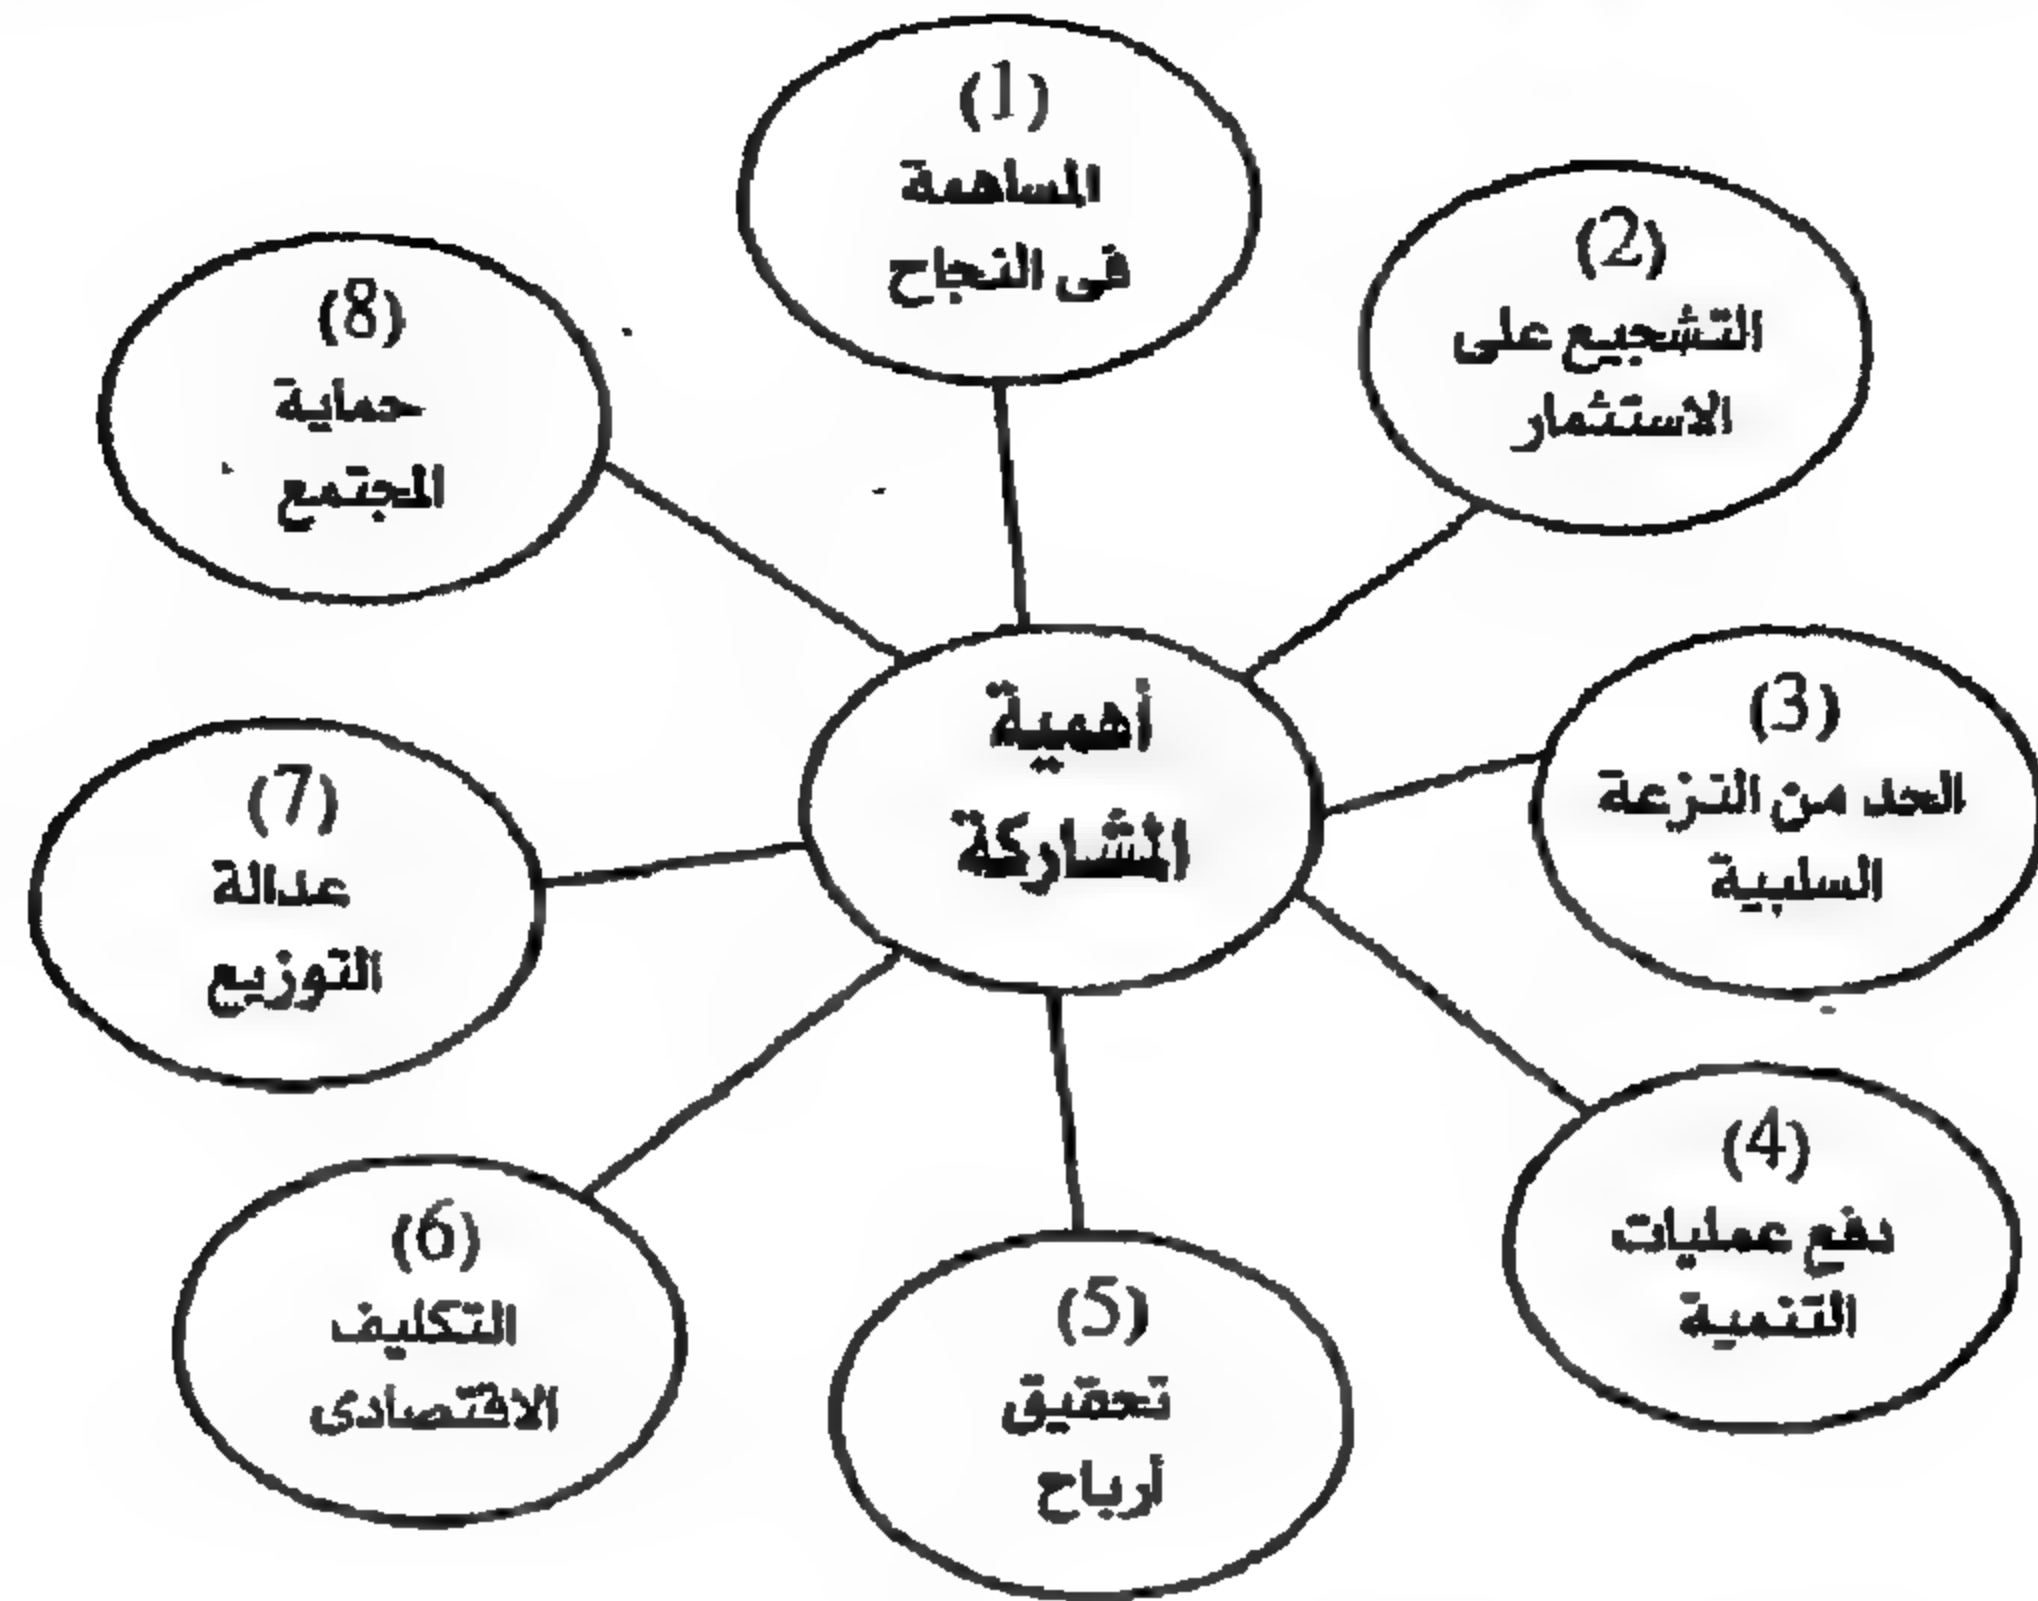 أهمية
المشاركة
(1)
المساهمة
فى النجاح
(2)
التشجيع على
الاستثمار
(3)
الحد من النزعة
السلبية
(4)
دفع عمليات
التنمية
(5)
تحقيق
أرباح
(6)
التكليف
الاقتصادى
(7)
عدالة
التوزيع
(8)
حماية
المجتمع